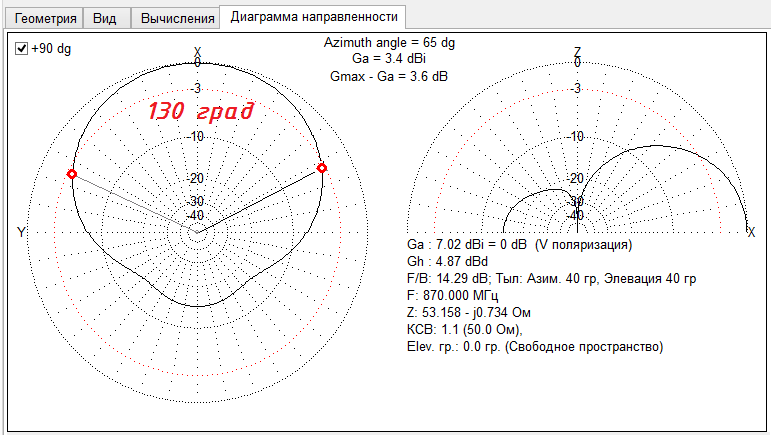 Геометрия Вид Вычисления Диаграмма направленности
+90 dg
Azimuth angle = 65 dg
Ga = 3.4 dBi
Gmax - Ga = 3.6 dB
X
0
-3
130 град
-10
-20
-30
-40
Y
Z
0
-3
-10
-20
-30
-40
X
Ga : 7.02 dBi = 0 dB (V поляризация)
Gh : 4.87 dBd
F/B: 14.29 dB; Тыл: Азим. 40 гр, Элевация 40 гр
F: 870.000 МГц
Z: 53.158 - j0.734 Ом
КСВ: 1.1 (50.0 Ом),
Elev. гр.: 0.0 гр. (Свободное пространство)